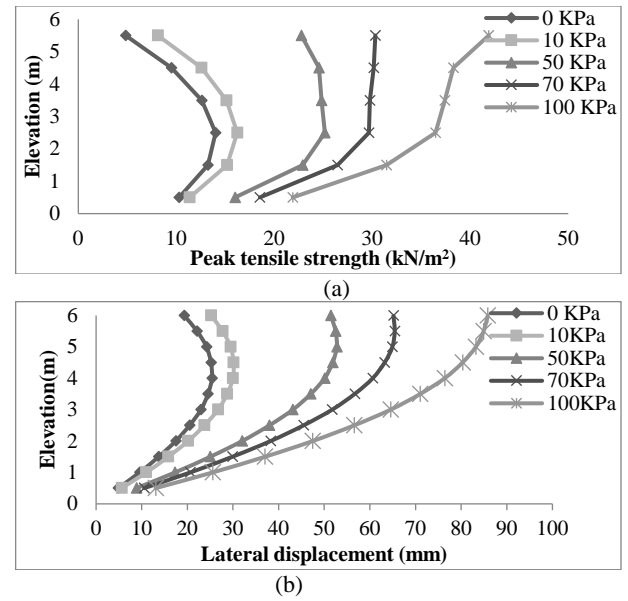 6
5
4
3
2
1
0
Elevation (m)
0 KPa
10 KPa
50 KPa
70 KPa
100 KPa
0 10 20 30 40 50
Peak tensile strength (kN/m²)
(a)
6
5
4
3
2
1
0
Elevation(m)
0 KPa
10KPa
50KPa
70KPa
100KPa
0 10 20 30 40 50 60 70 80 90 100
Lateral displacement (mm)
(b)